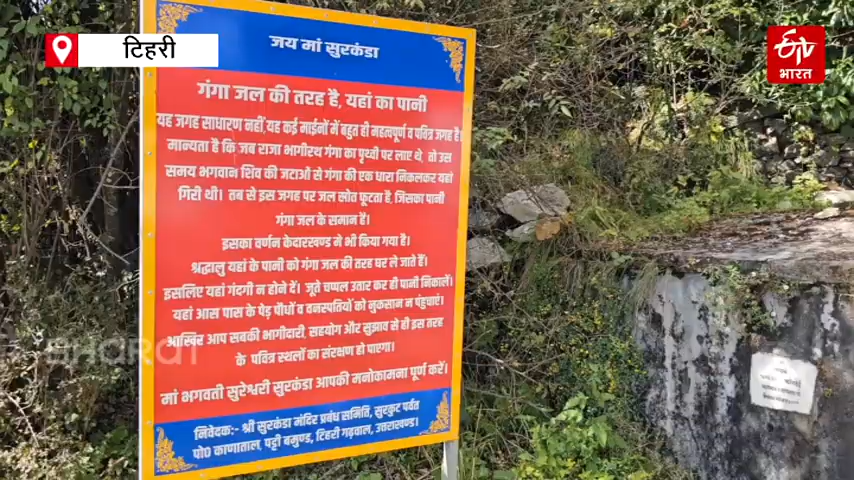 टिहरी
ETV
भारत
जय मां सुरकंडा
गंगा जल की तरह है, यहां का पानी
यह जगह साधारण नहीं, यह कई माईनों में बहुत ही महत्वपूर्ण व पवित्र जगह है।
मान्यता है कि जब राजा भागीरथ गंगा का पृथ्वी पर लाए थे, तो उस
समय भगवान शिव की जटाओं से गंगा की एक धारा निकलकर यहां
गिरी थी। तब से इस जगह पर जल स्रोत फूटता है, जिसका पानी
गंगा जल के समान है।
इसका वर्णन केदारखण्ड मे भी किया गया है।
श्रद्धालु यहां के पानी को गंगा जल की तरह घर ले जाते हैं।
इसलिए यहां गंदगी न होने दें। जूते चप्पल उतार कर ही पानी निकालें।
यहां आस पास के पेड़ पौधों व वनस्पतियों को नुकसान न पंहुचाएं।
आखिर आप सबकी भागीदारी, सहयोग और सुझाव से ही इस तरह
के पवित्र स्थलों का संरक्षण हो पाएगा।
मां भगवती सुरेश्वरी सुरकंडा आपकी मनोकामना पूर्ण करें।
निवेदक:- श्री सुरकंडा मंदिर प्रबंध समिति, सुरकुट पर्वत
पो0 काणाताल, पट्टी बमुण्ड, टिहरी गढ़वाल, उत्तराखण्ड।
BHARAT